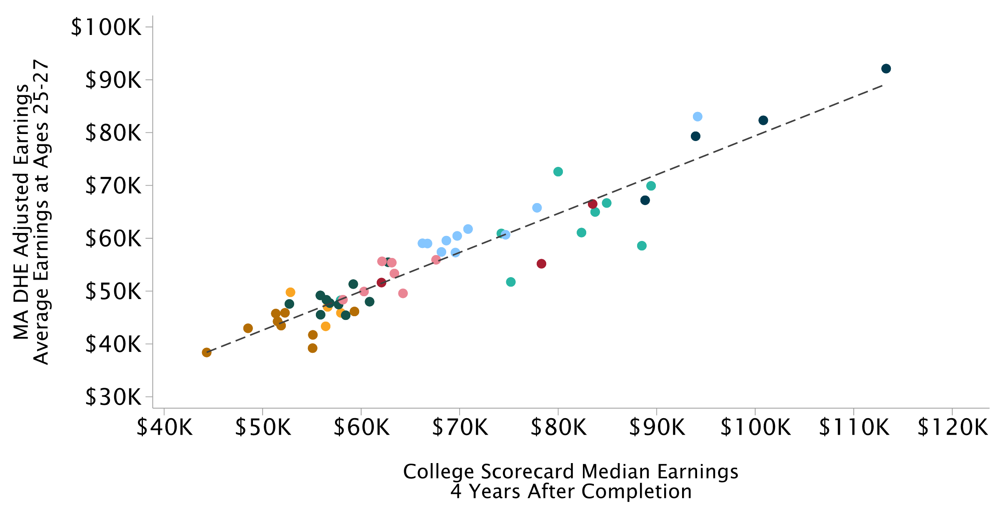 MA DHE Adjusted Earnings
Average Earnings at Ages 25-27
$100K
$90K
$80K
$70K
$60K
$50K
$40K
$30K
$40K
$50K
$60K
$70K
$80K
$90K
$100K
$110K
$120K
College Scorecard Median Earnings
4 Years After Completion